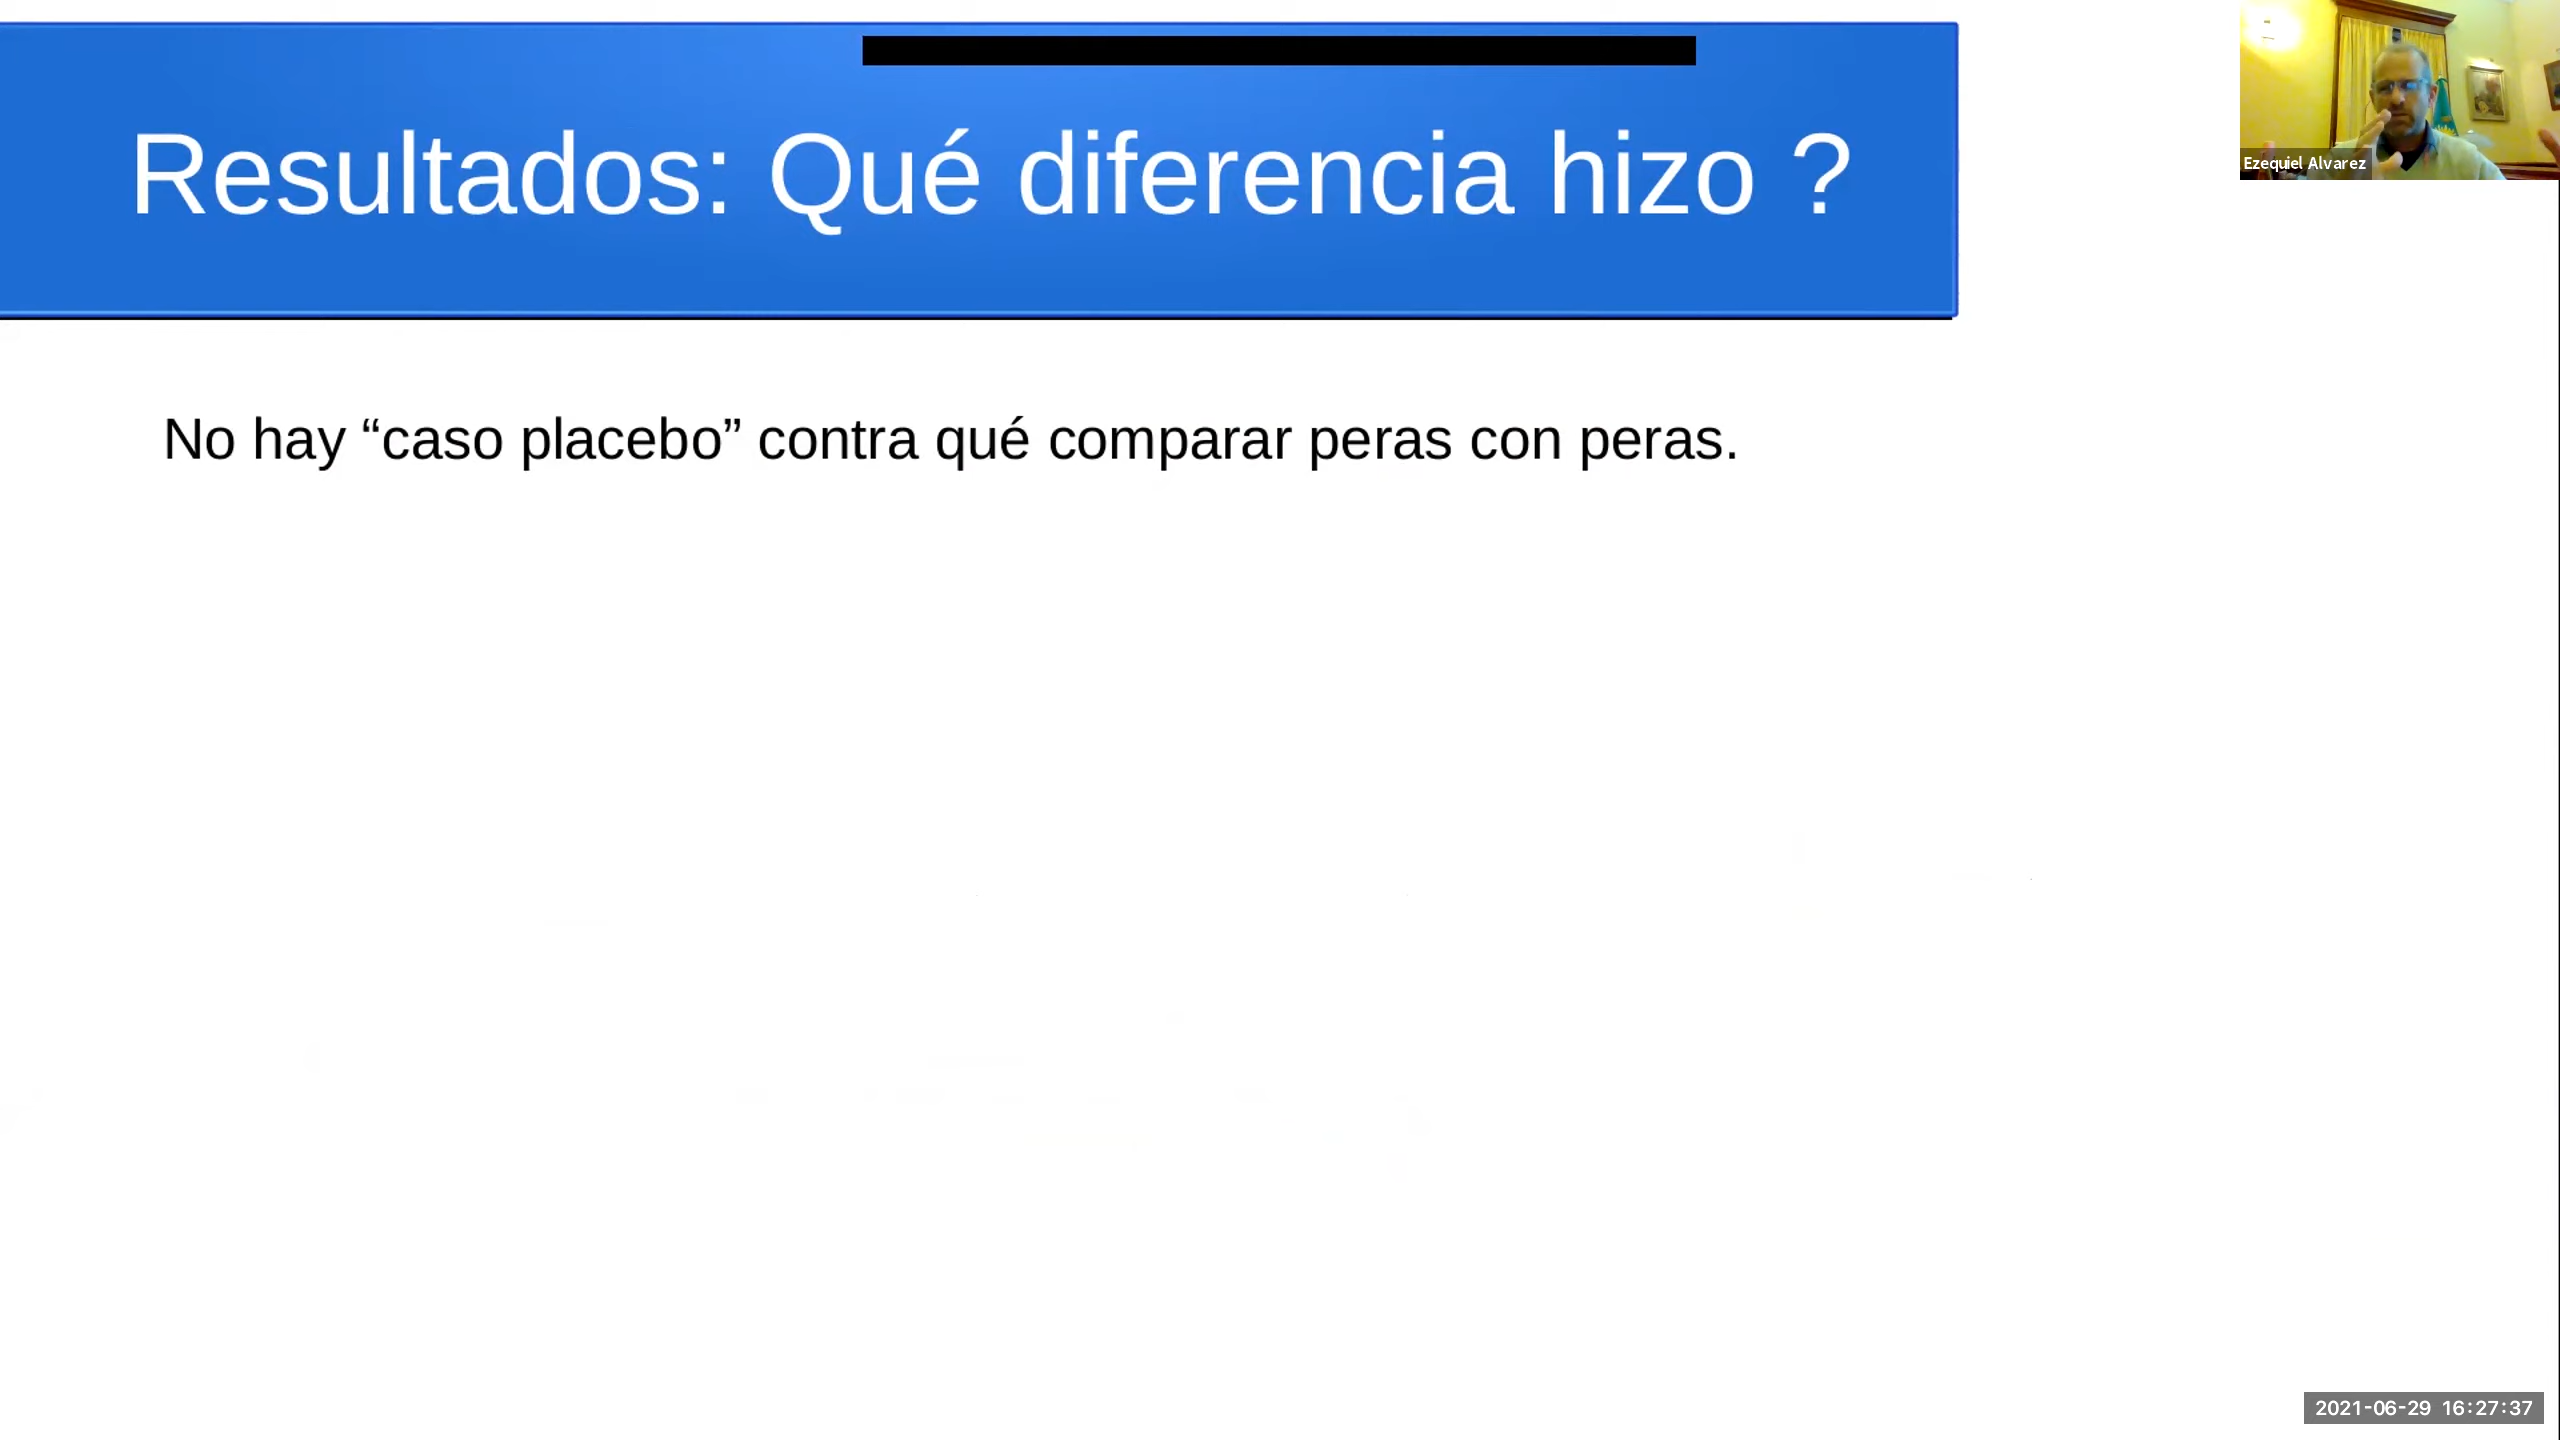 Resultados: Qué diferencia hizo ?
Ezequiel Alvarez
No hay “caso placebo” contra qué comparar peras con peras.
2021-06-29 16:27:37